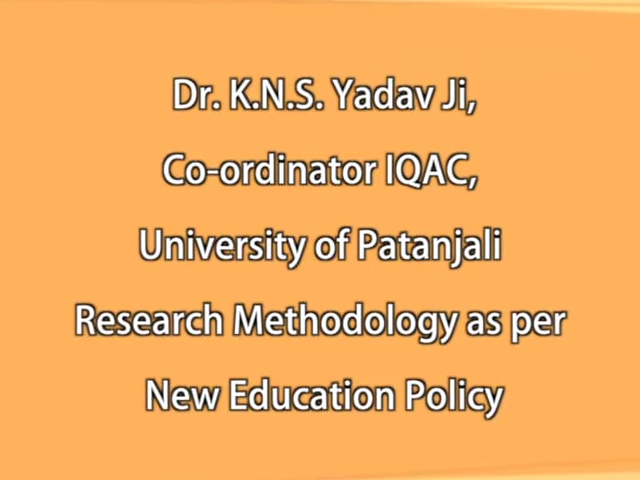 Dr. K.N.S. Yadav Ji,
Co-ordinator IQAC,
University of Patanjali
Research Methodology as per
New Education Policy